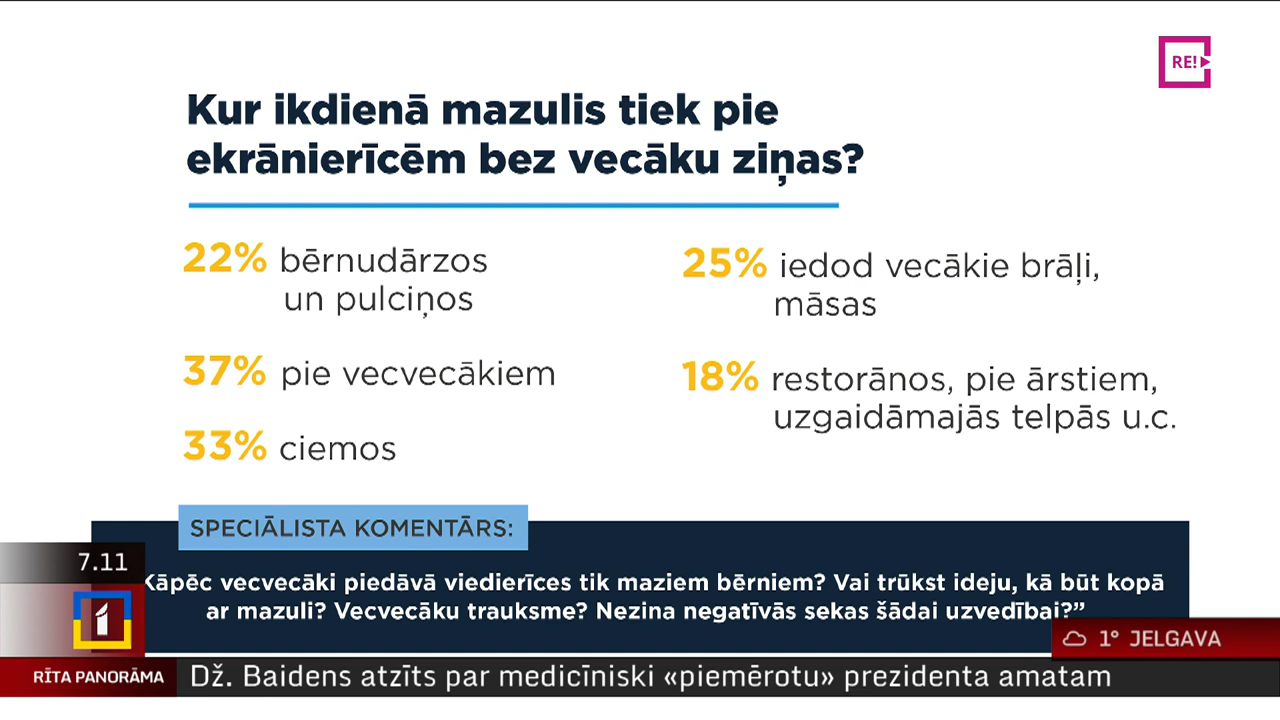 RE!
Kur ikdienā mazulis tiek pie
ekrānierīcēm bez vecāku ziņas?
22% bērnudārzos
un pulciņos
37% pie vecvecākiem
33% ciemos
25% iedod vecākie brāļi,
māsas
18% restorānos, pie ārstiem,
uzgaidāmajās telpās u.c.
SPECIĀLISTA KOMENTĀRS:
Kāpēc vecvecāki piedāvā viedierīces tik maziem bērniem? Vai trūkst ideju, kā būt kopā
ar mazuli? Vecvecāku trauksme? Nezina negatīvās sekas šādai uzvedībai?”
7.11
1
1° JELGAVA
RĪTA PANORĀMA
Dž. Baidens atzīts par medicīniski «piemērotu» prezidenta amatam